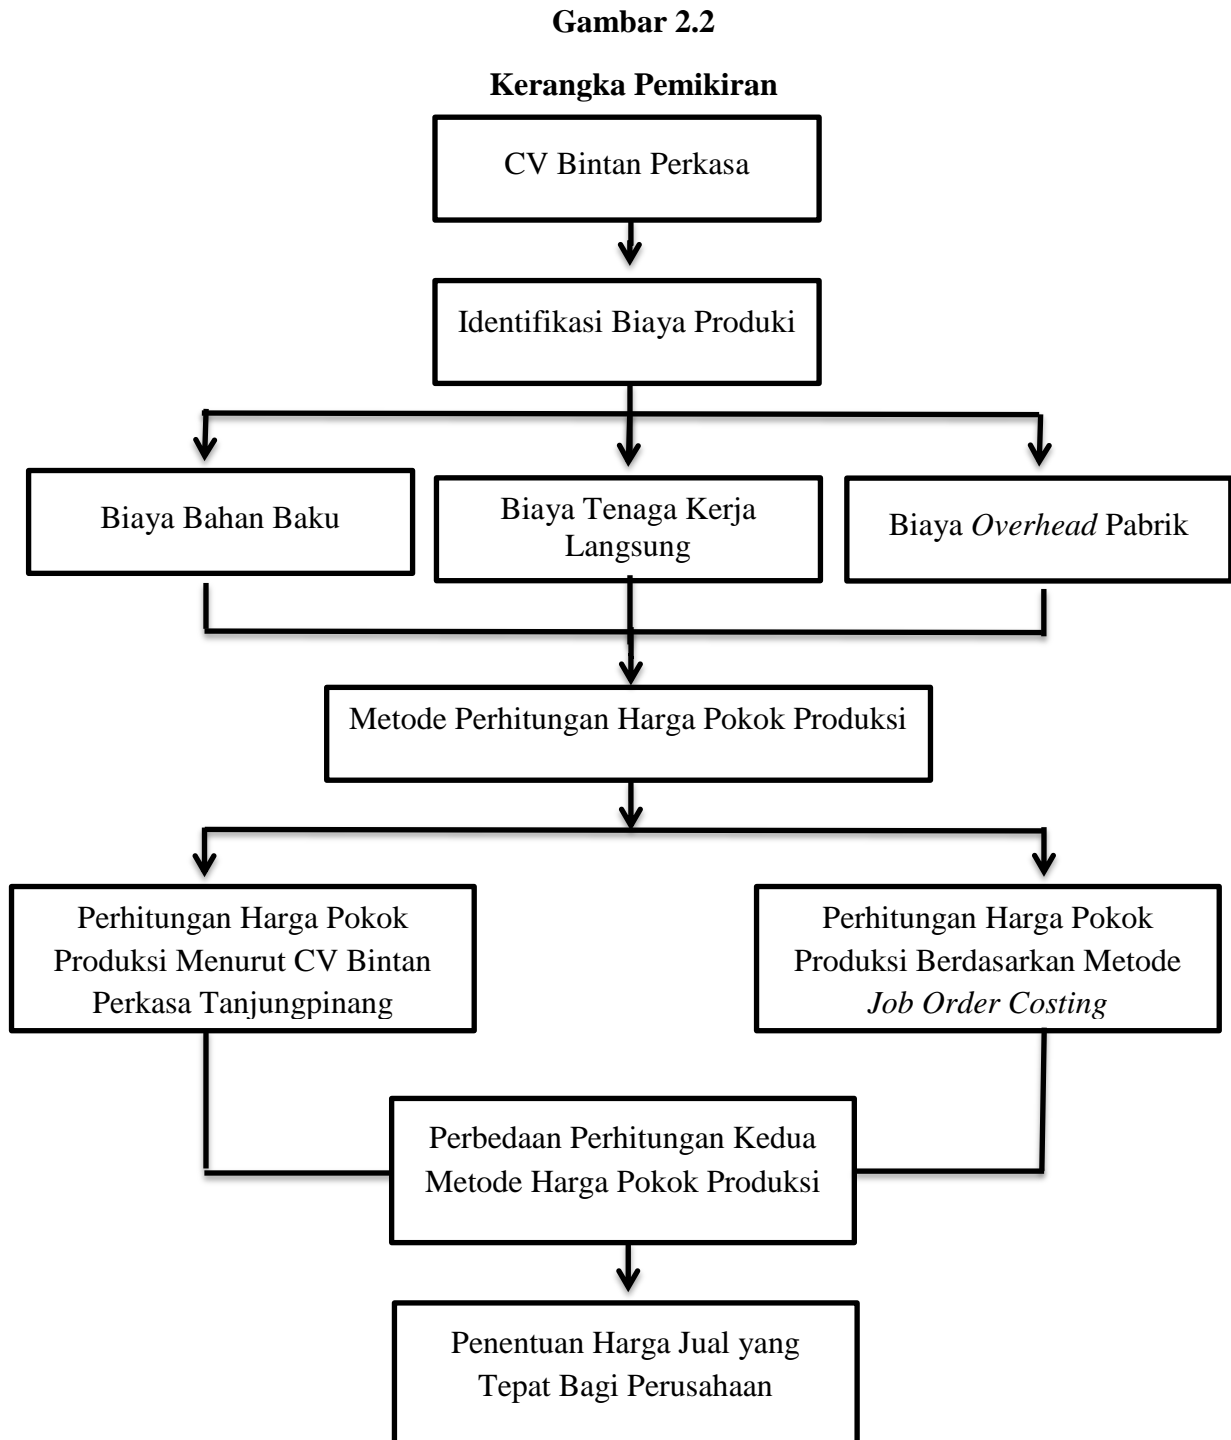 Gambar 2.2
Kerangka Pemikiran
CV Bintan Perkasa
Identifikasi Biaya Produki
Biaya Bahan Baku
Biaya Tenaga Kerja
Langsung
Biaya Overhead Pabrik
Metode Perhitungan Harga Pokok Produksi
Perhitungan Harga Pokok
Produksi Menurut CV Bintan
Perkasa Tanjungpinang
Perhitungan Harga Pokok
Produksi Berdasarkan Metode
Job Order Costing
Perbedaan Perhitungan Kedua
Metode Harga Pokok Produksi
Penentuan Harga Jual yang
Tepat Bagi Perusahaan